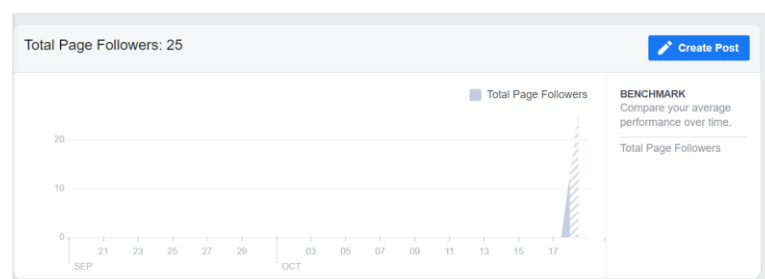 Total Page Followers: 25
Create Post
Total Page Followers
BENCHMARK
Compare your average
performance over time.
Total Page Followers
20
10
0
21 23 25 27 29 03 05 07 09 11 13 15 17
SEP OCT